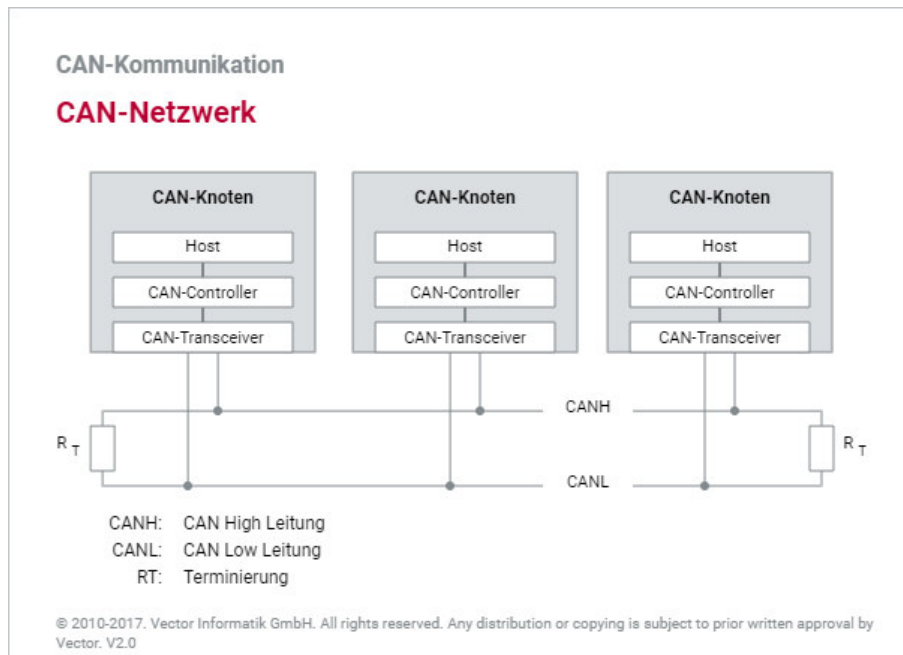 CAN-Kommunikation
CAN-Netzwerk
CAN-Knoten CAN-Knoten CAN-Knoten
Host Host Host
CAN-Controller CAN-Controller CAN-Controller
CAN-Transceiver CAN-Transceiver CAN-Transceiver
CANH
R T R T
CANL
CANH: CAN High Leitung
CANL: CAN Low Leitung
RT: Terminierung
© 2010-2017. Vector Informatik GmbH. All rights reserved. Any distribution or copying is subject to prior written approval by
Vector. V2.0